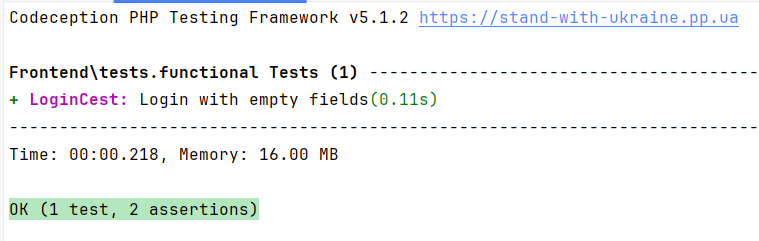 Codeception PHP Testing Framework v5.1.2 https://stand-with-ukraine.pp.ua
Frontend\tests.functional Tests (1) ---------------------------------------
+ LoginCest: Login with empty fields(0.11s)
---------------------------------------------------------------------------
Time: 00:00.218, Memory: 16.00 MB
OK (1 test, 2 assertions)